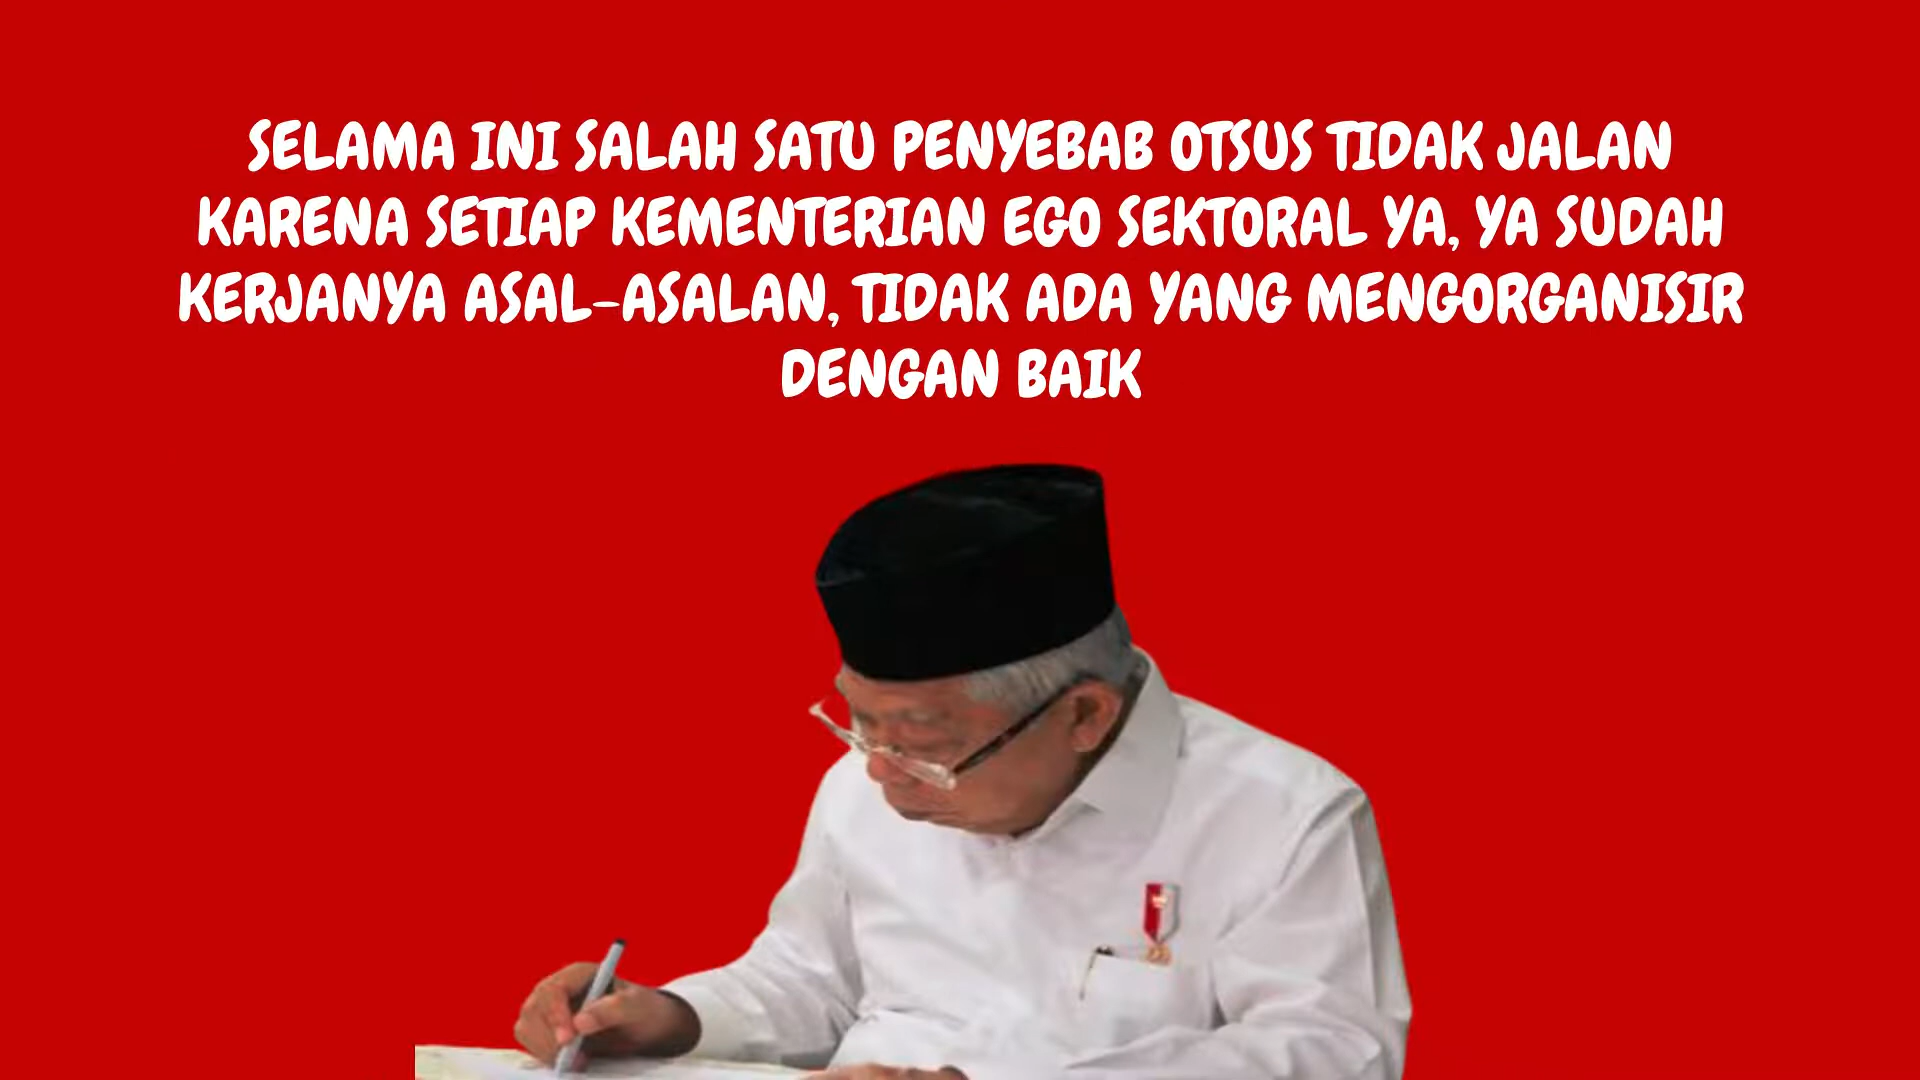 SELAMA INI SALAH SATU PENYEBAB OTSUS TIDAK JALAN
KARENA SETIAP KEMENTERIAN EGO SEKTORAL YA, YA SUDAH
KERJANYA ASAL-ASALAN, TIDAK ADA YANG MENGORGANISIR
DENGAN BAIK